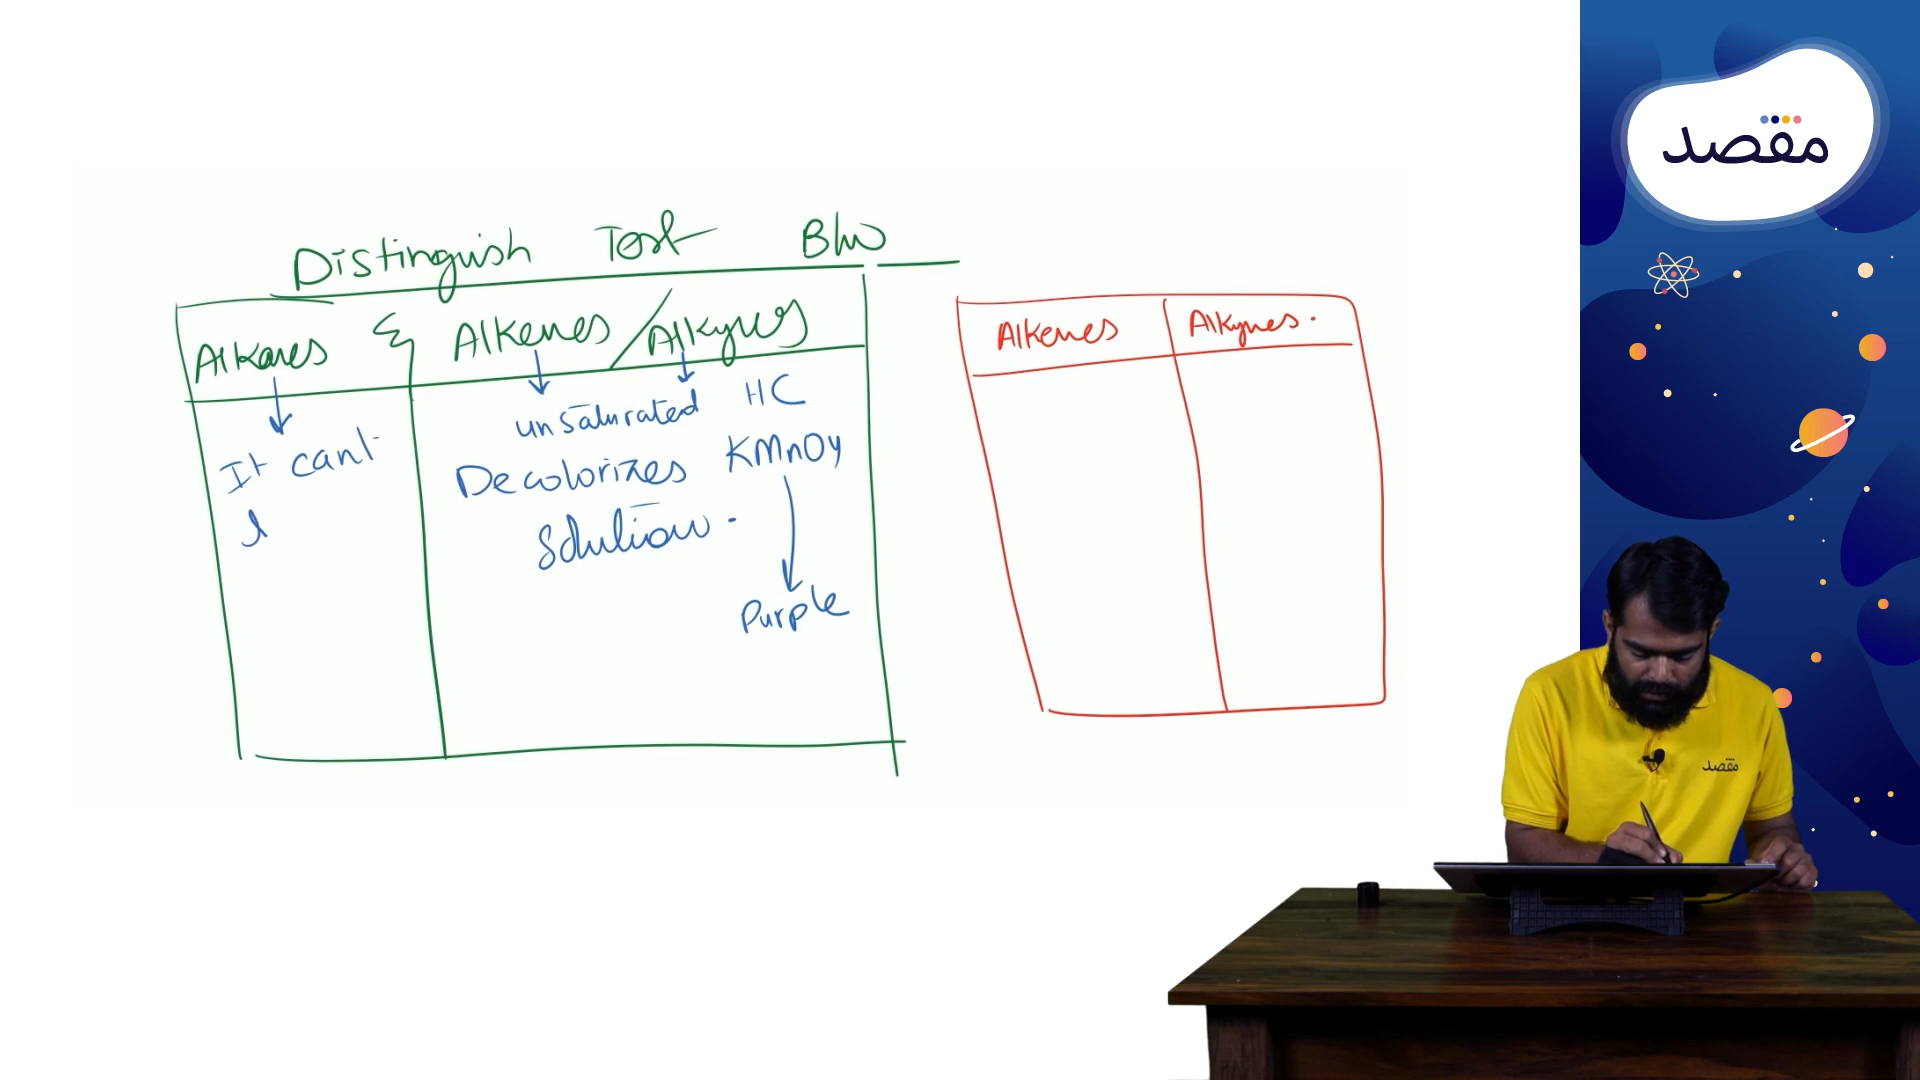 مقصد
Distinguish Test B/w
Alkanes & Alkenes / Alkynes
It can't
unsaturated HC
Decolorizes KMnO4
Solution.
Purple
Alkenes Alkynes.
مقصد